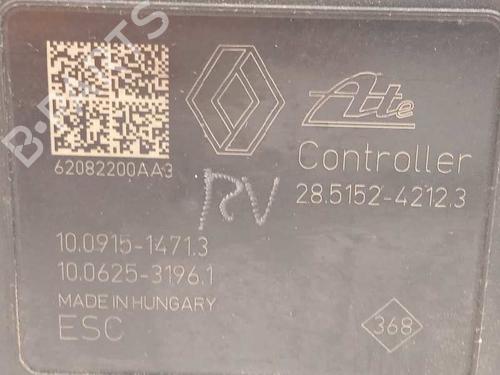 Ate
Controller
62082200AA3
28.5152-4212.3
RV
10.0915-1471.3
10.0625-3196.1
MADE IN HUNGARY
ESC
368
B-PARTS